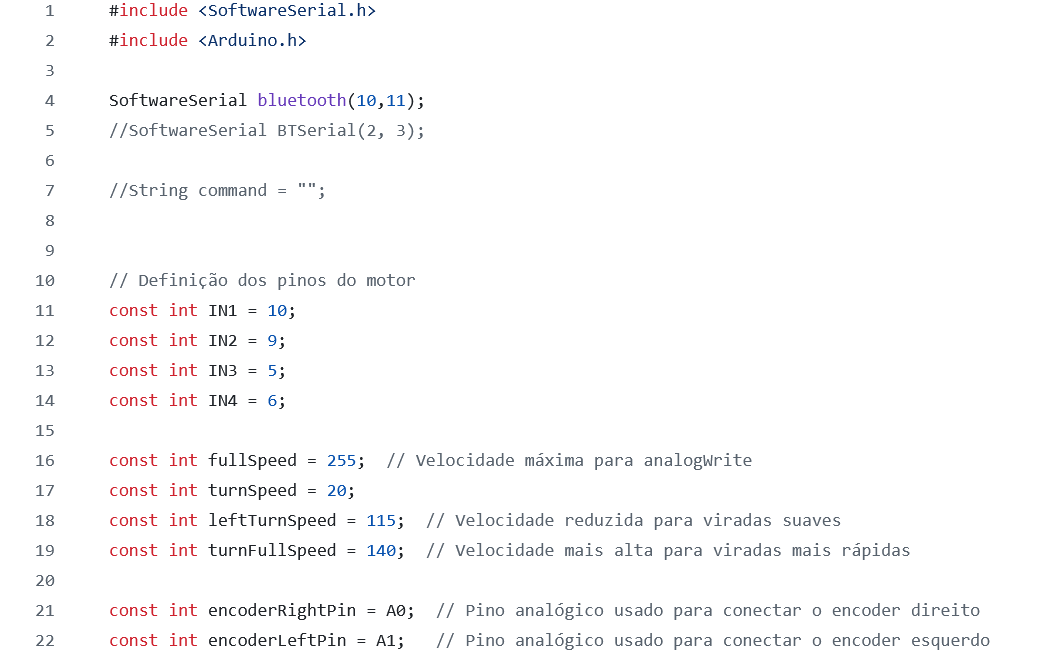 1 #include <SoftwareSerial.h>
2 #include <Arduino.h>
3
4 SoftwareSerial bluetooth(10,11);
5 //SoftwareSerial BTSerial(2, 3);
6
7 //String command = "";
8
9
10 // Definição dos pinos do motor
11 const int IN1 = 10;
12 const int IN2 = 9;
13 const int IN3 = 5;
14 const int IN4 = 6;
15
16 const int fullSpeed = 255;  // Velocidade máxima para analogWrite
17 const int turnSpeed = 20;
18 const int leftTurnSpeed = 115;  // Velocidade reduzida para viradas suaves
19 const int turnFullSpeed = 140;  // Velocidade mais alta para viradas mais rápidas
20
21 const int encoderRightPin = A0;  // Pino analógico usado para conectar o encoder direito
22 const int encoderLeftPin = A1;   // Pino analógico usado para conectar o encoder esquerdo